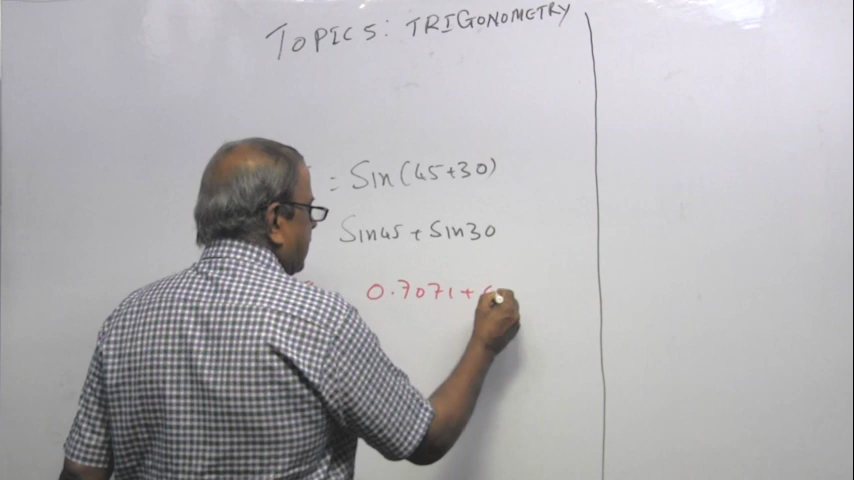 TOPICS: TRIGONOMETRY
= Sin(45+30)
Sin45 + Sin30
0.7071+